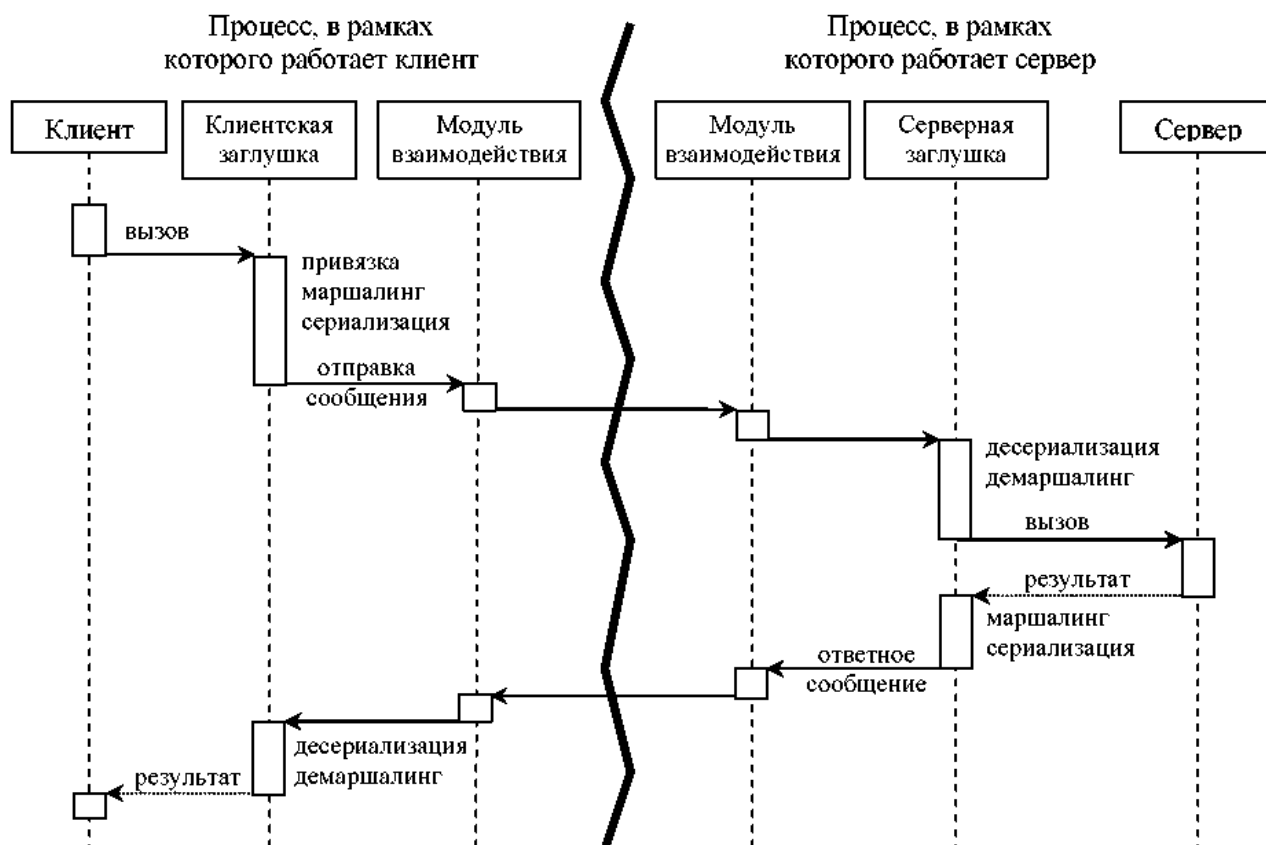 Процесс, в рамках
которого работает клиент
Процесс, в рамках
которого работает сервер
Клиент
Клиентская
заглушка
Модуль
взаимодействия
Модуль
взаимодействия
Серверная
заглушка
Сервер
вызов
привязка
маршалинг
сериализация
отправка
сообщения
десериализация
демаршалинг
вызов
результат
маршалинг
сериализация
ответное
сообщение
десериализация
демаршалинг
результат